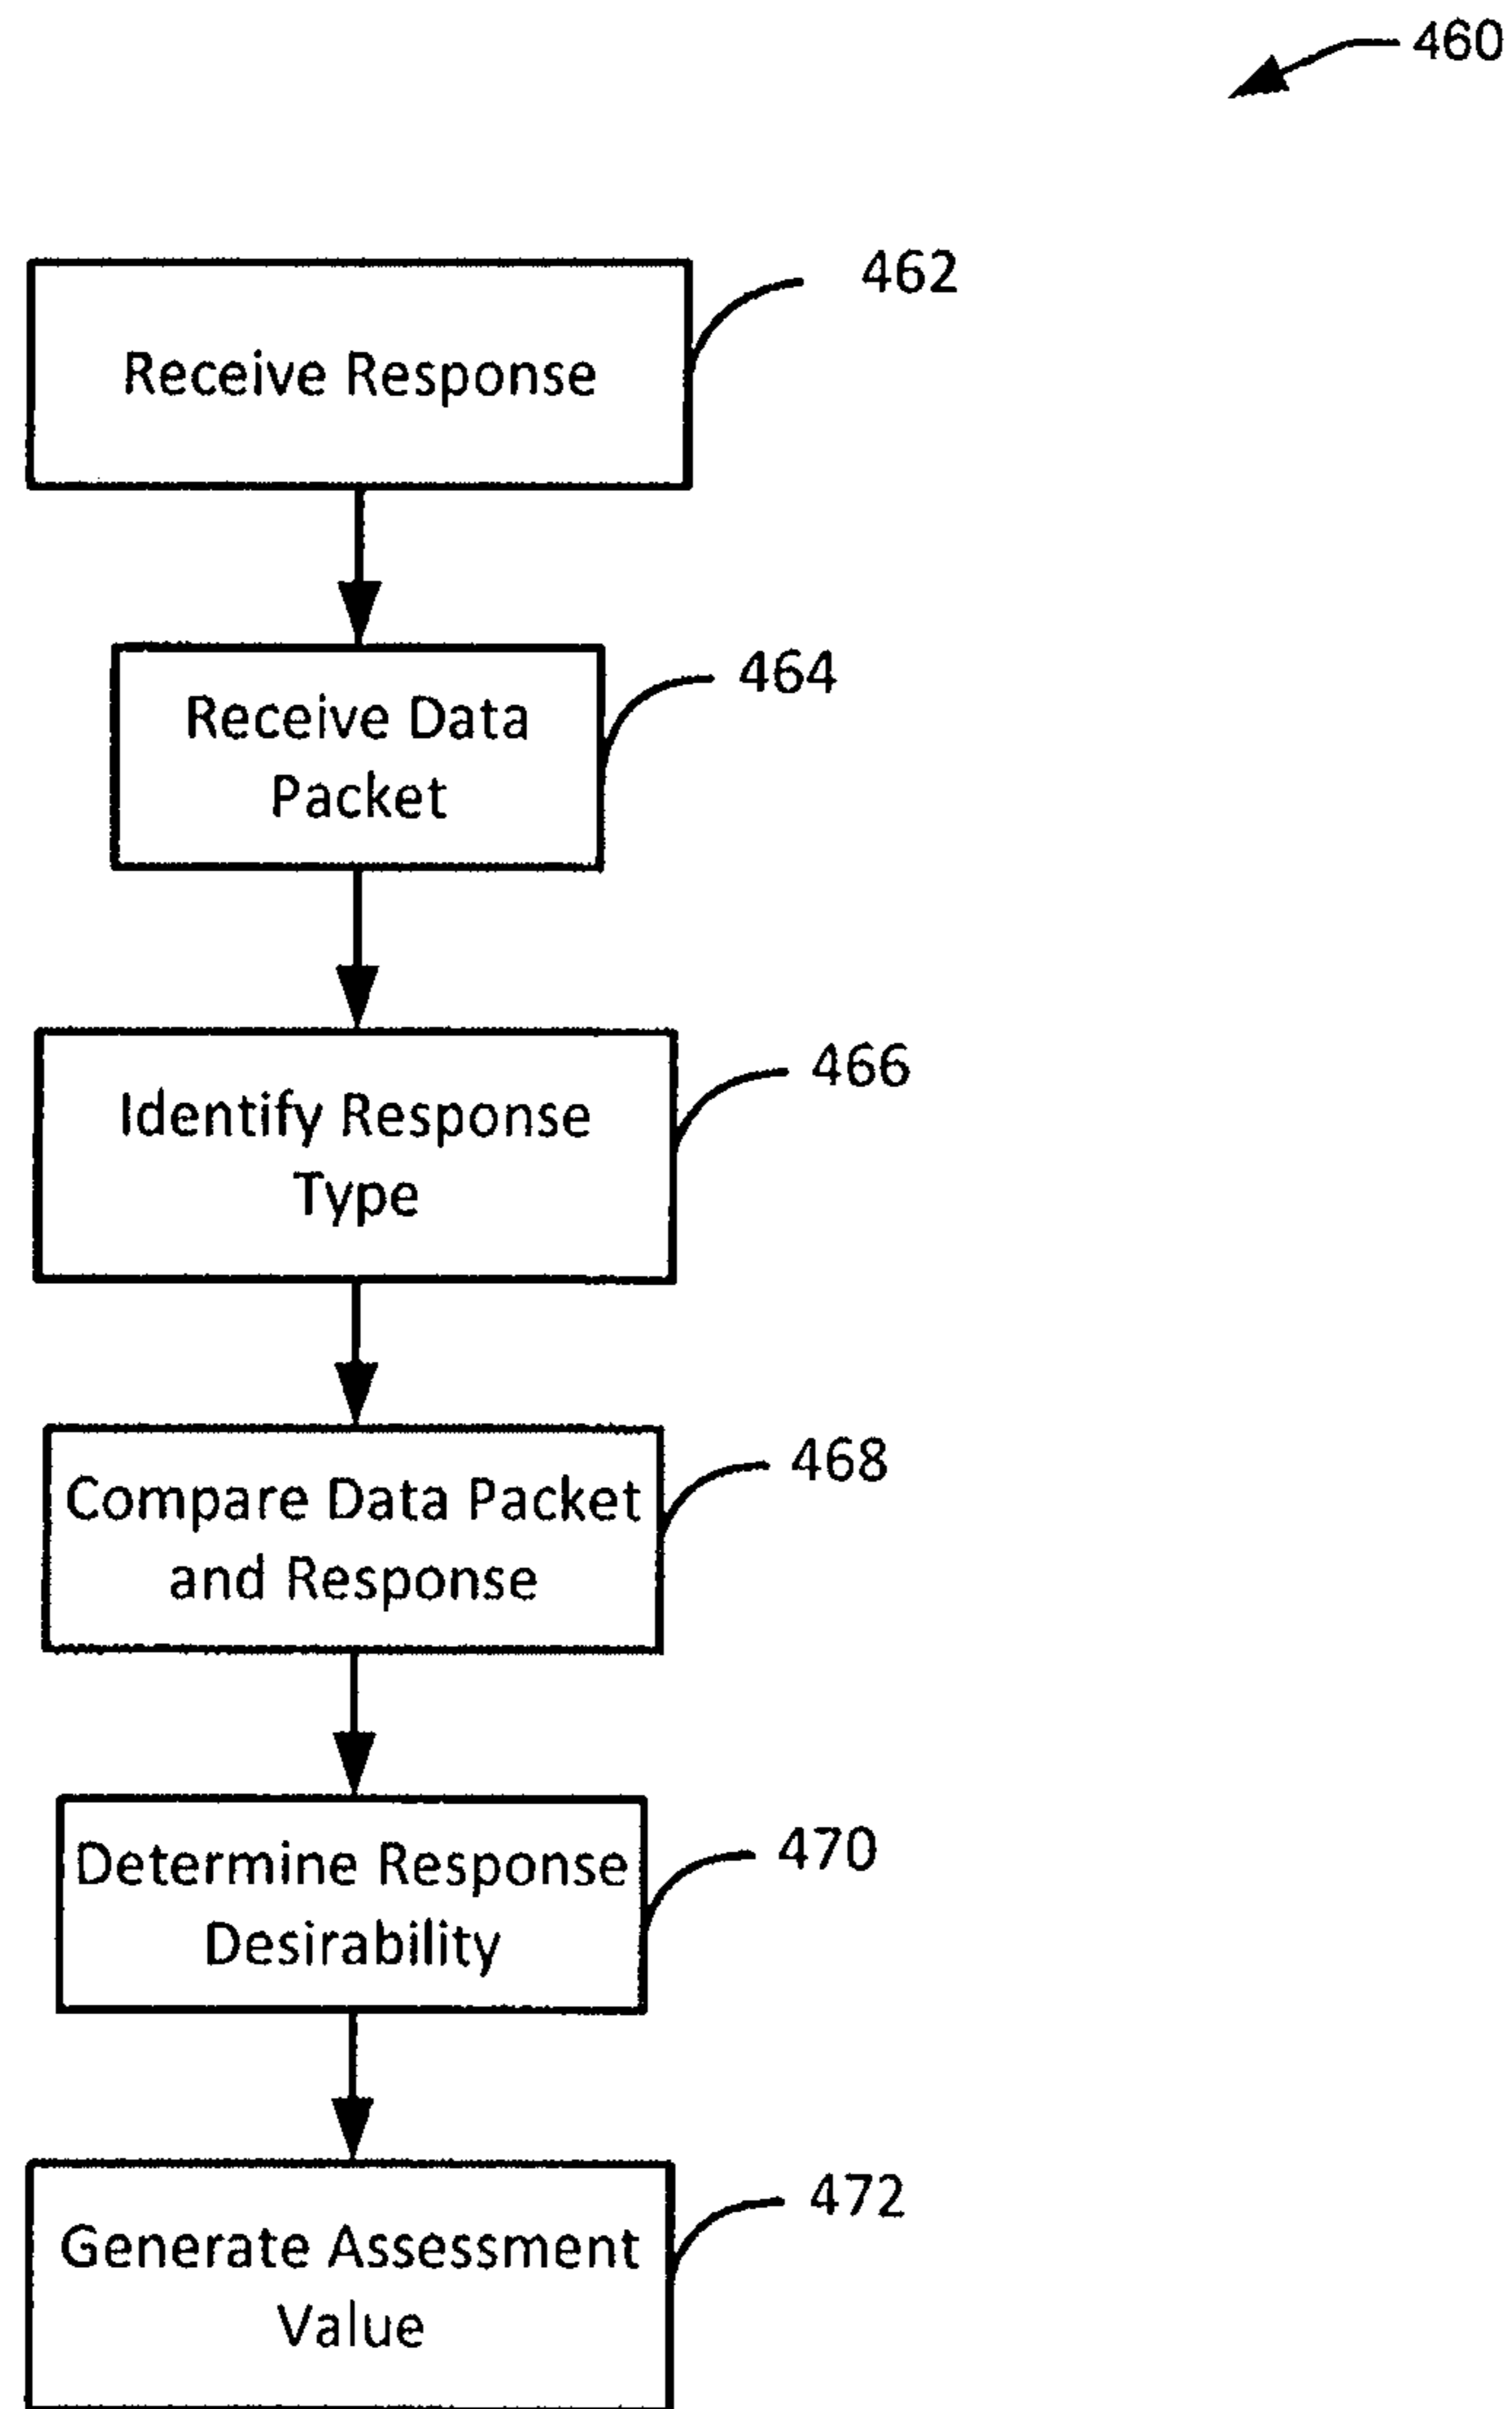 460
462
Receive Response
464
Receive Data
Packet
466
Identify Response
Type
468
Compare Data Packet
and Response
470
Determine Response
Desirability
472
Generate Assessment
Value